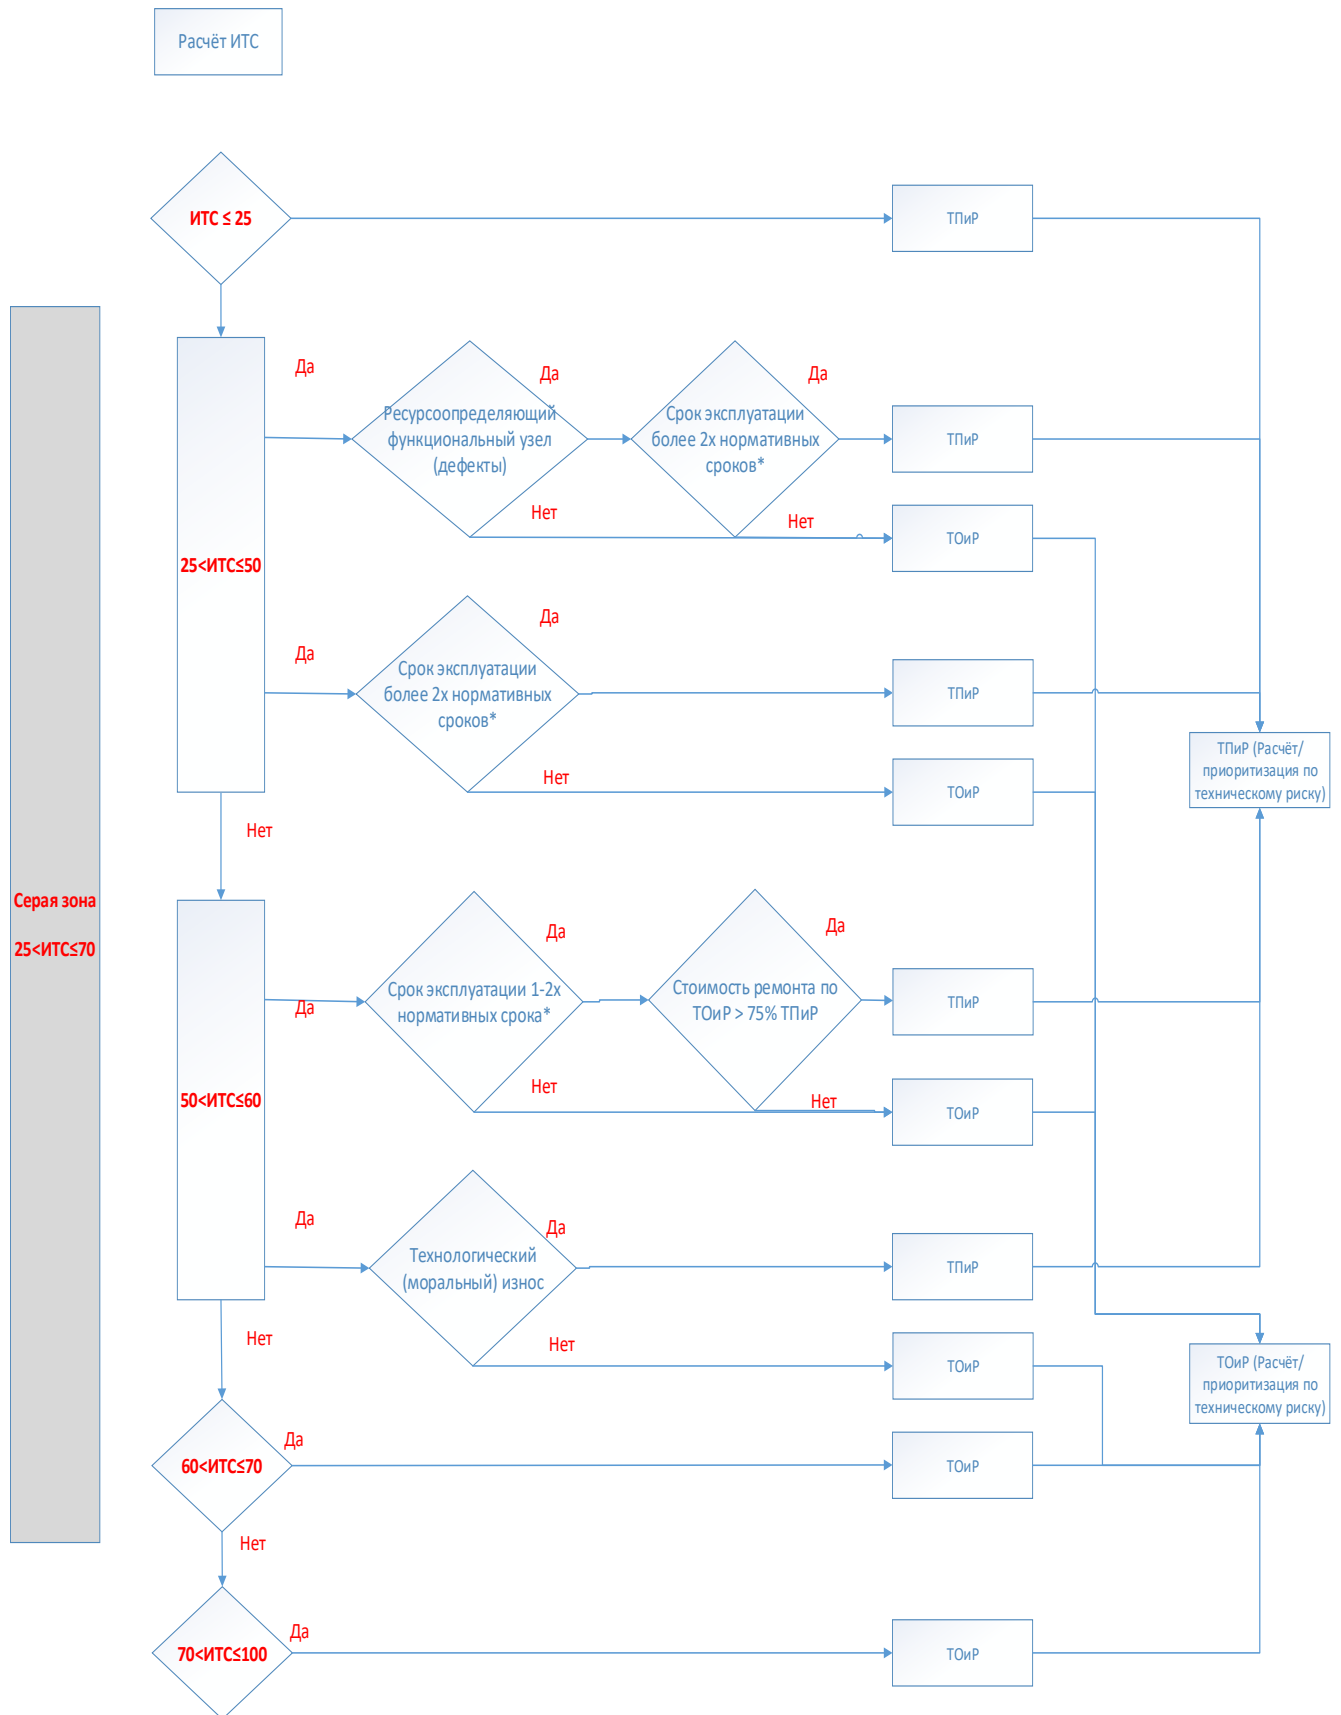 Расчёт ИТС
ИТС ≤ 25
ТПиР
Да
Да
Да
Ресурсоопределяющий
функциональный узел
(дефекты)
Срок эксплуатации
более 2х нормативных
сроков*
ТПиР
Нет
Нет
ТОиР
25<ИТС≤50
Да
Да
Срок эксплуатации
более 2х нормативных
сроков*
ТПиР
Нет
ТОиР
ТПиР (Расчёт/
приоритизация по
техническому риску)
Нет
Серая зона
25<ИТС≤70
Да
Да
Срок эксплуатации 1-2х
нормативных срока*
Стоимость ремонта по
ТОиР > 75% ТПиР
ТПиР
Да
Нет
Нет
ТОиР
50<ИТС≤60
Да
Да
Технологический
(моральный) износ
ТПиР
Нет
Нет
ТОиР
ТОиР (Расчёт/
приоритизация по
техническому риску)
Да
60<ИТС≤70
ТОиР
Нет
Да
70<ИТС≤100
ТОиР